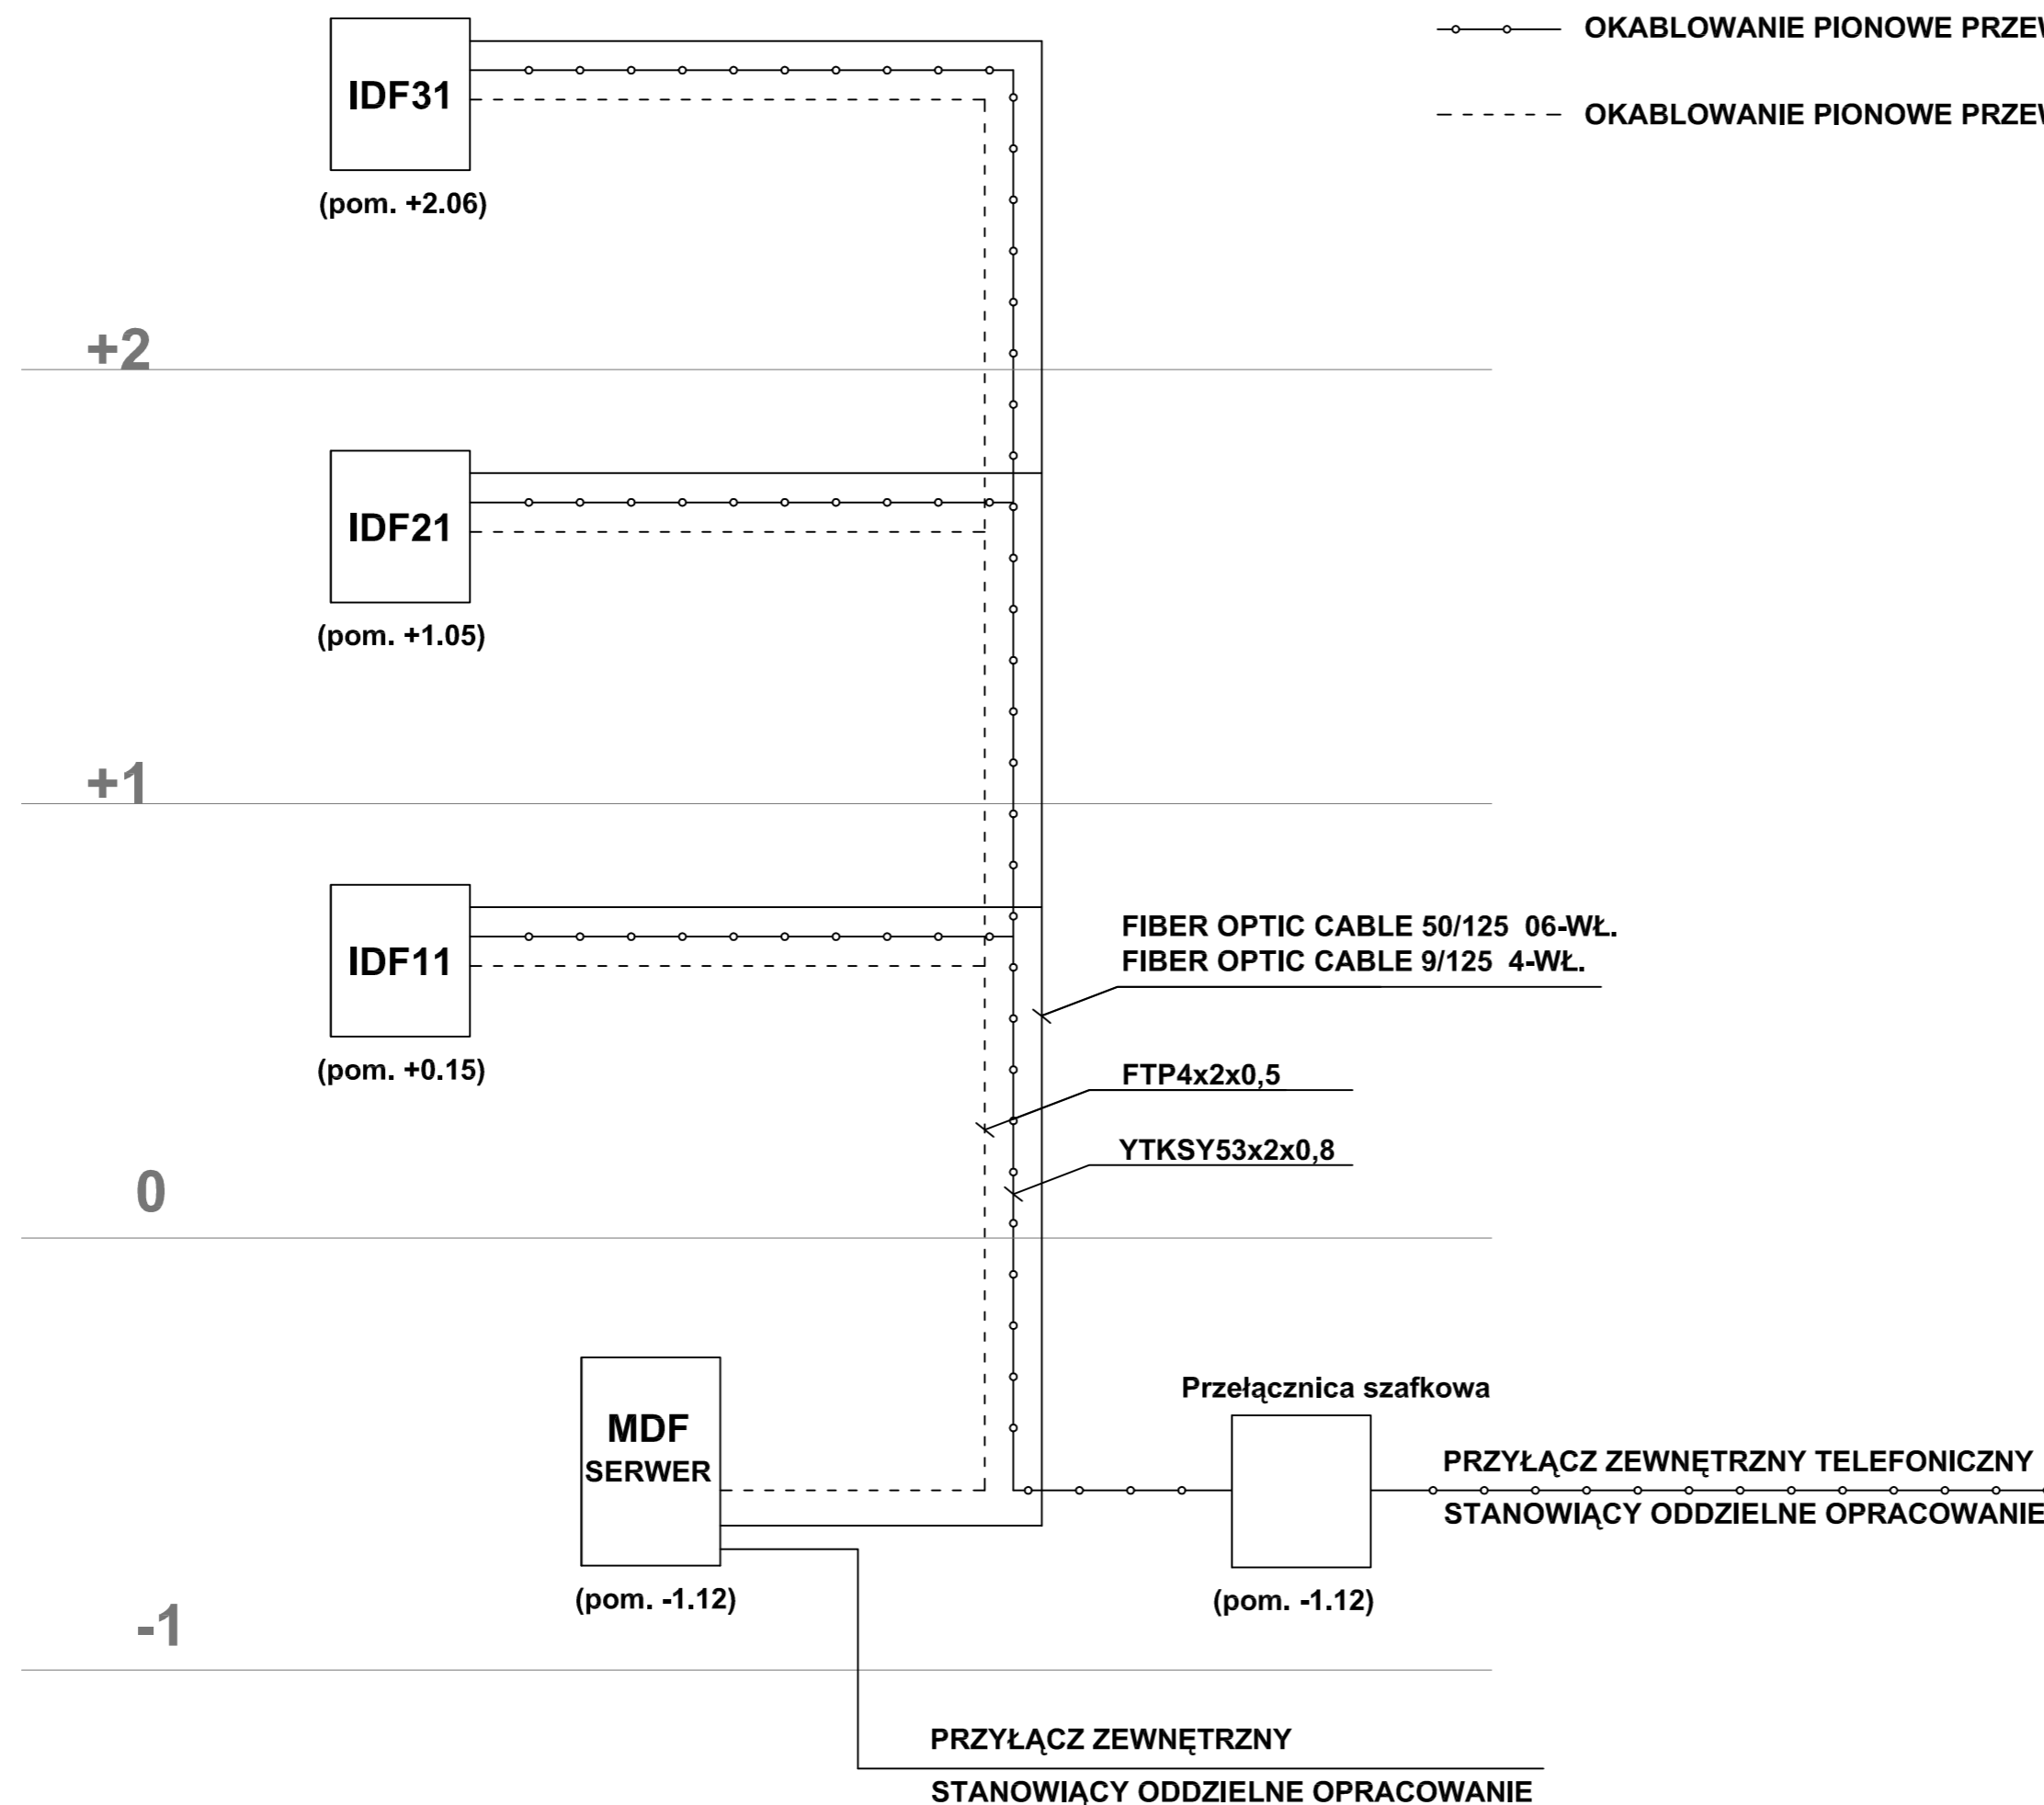 OKABLOWANIE PIONOWE
IDF31
OKABLOWANIE PIONOWE
(pom. +2.06)
+2
IDF21
(pom. +1.05)
+1
FIBER OPTIC CABLE 50/125 06-WŁ.
FIBER OPTIC CABLE 9/125 4-WŁ.
IDF11
(pom. +0.15)
FTP4x2x0,5
YTKSY53x2x0,8
0
Przełącznica szafkowa
MDF
SERWER
PRZYŁĄCZ ZEWNĘTRZNY TELEFONICZNY
STANOWIĄCY ODDZIELNE OPRACOWANIE
(pom. -1.12)
(pom. -1.12)
-1
PRZYŁĄCZ ZEWNĘTRZNY
STANOWIĄCY ODDZIELNE OPRACOWANIE